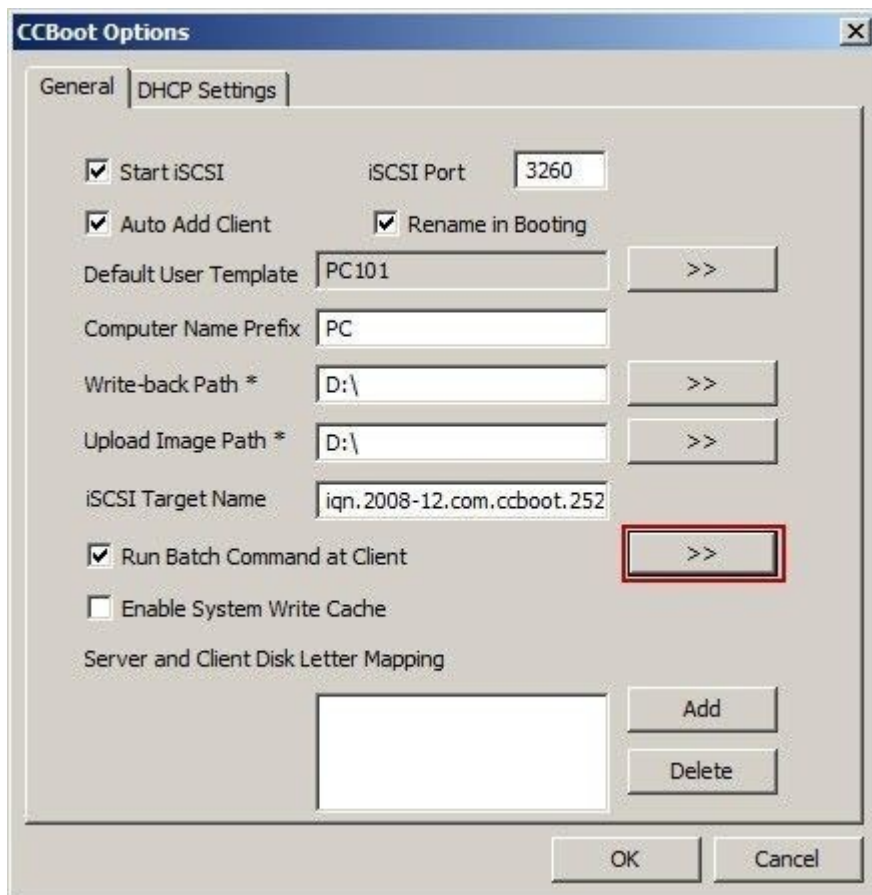 CCBoot Options
General DHCP Settings
Start iSCSI iSCSI Port 3260
Auto Add Client Rename in Booting
Default User Template PC101 >>
Computer Name Prefix PC
Write-back Path * D:\ >>
Upload Image Path * D:\ >>
iSCSI Target Name iqn.2008-12.com.ccboot.252
Run Batch Command at Client >>
Enable System Write Cache
Server and Client Disk Letter Mapping
Add
Delete
OK Cancel